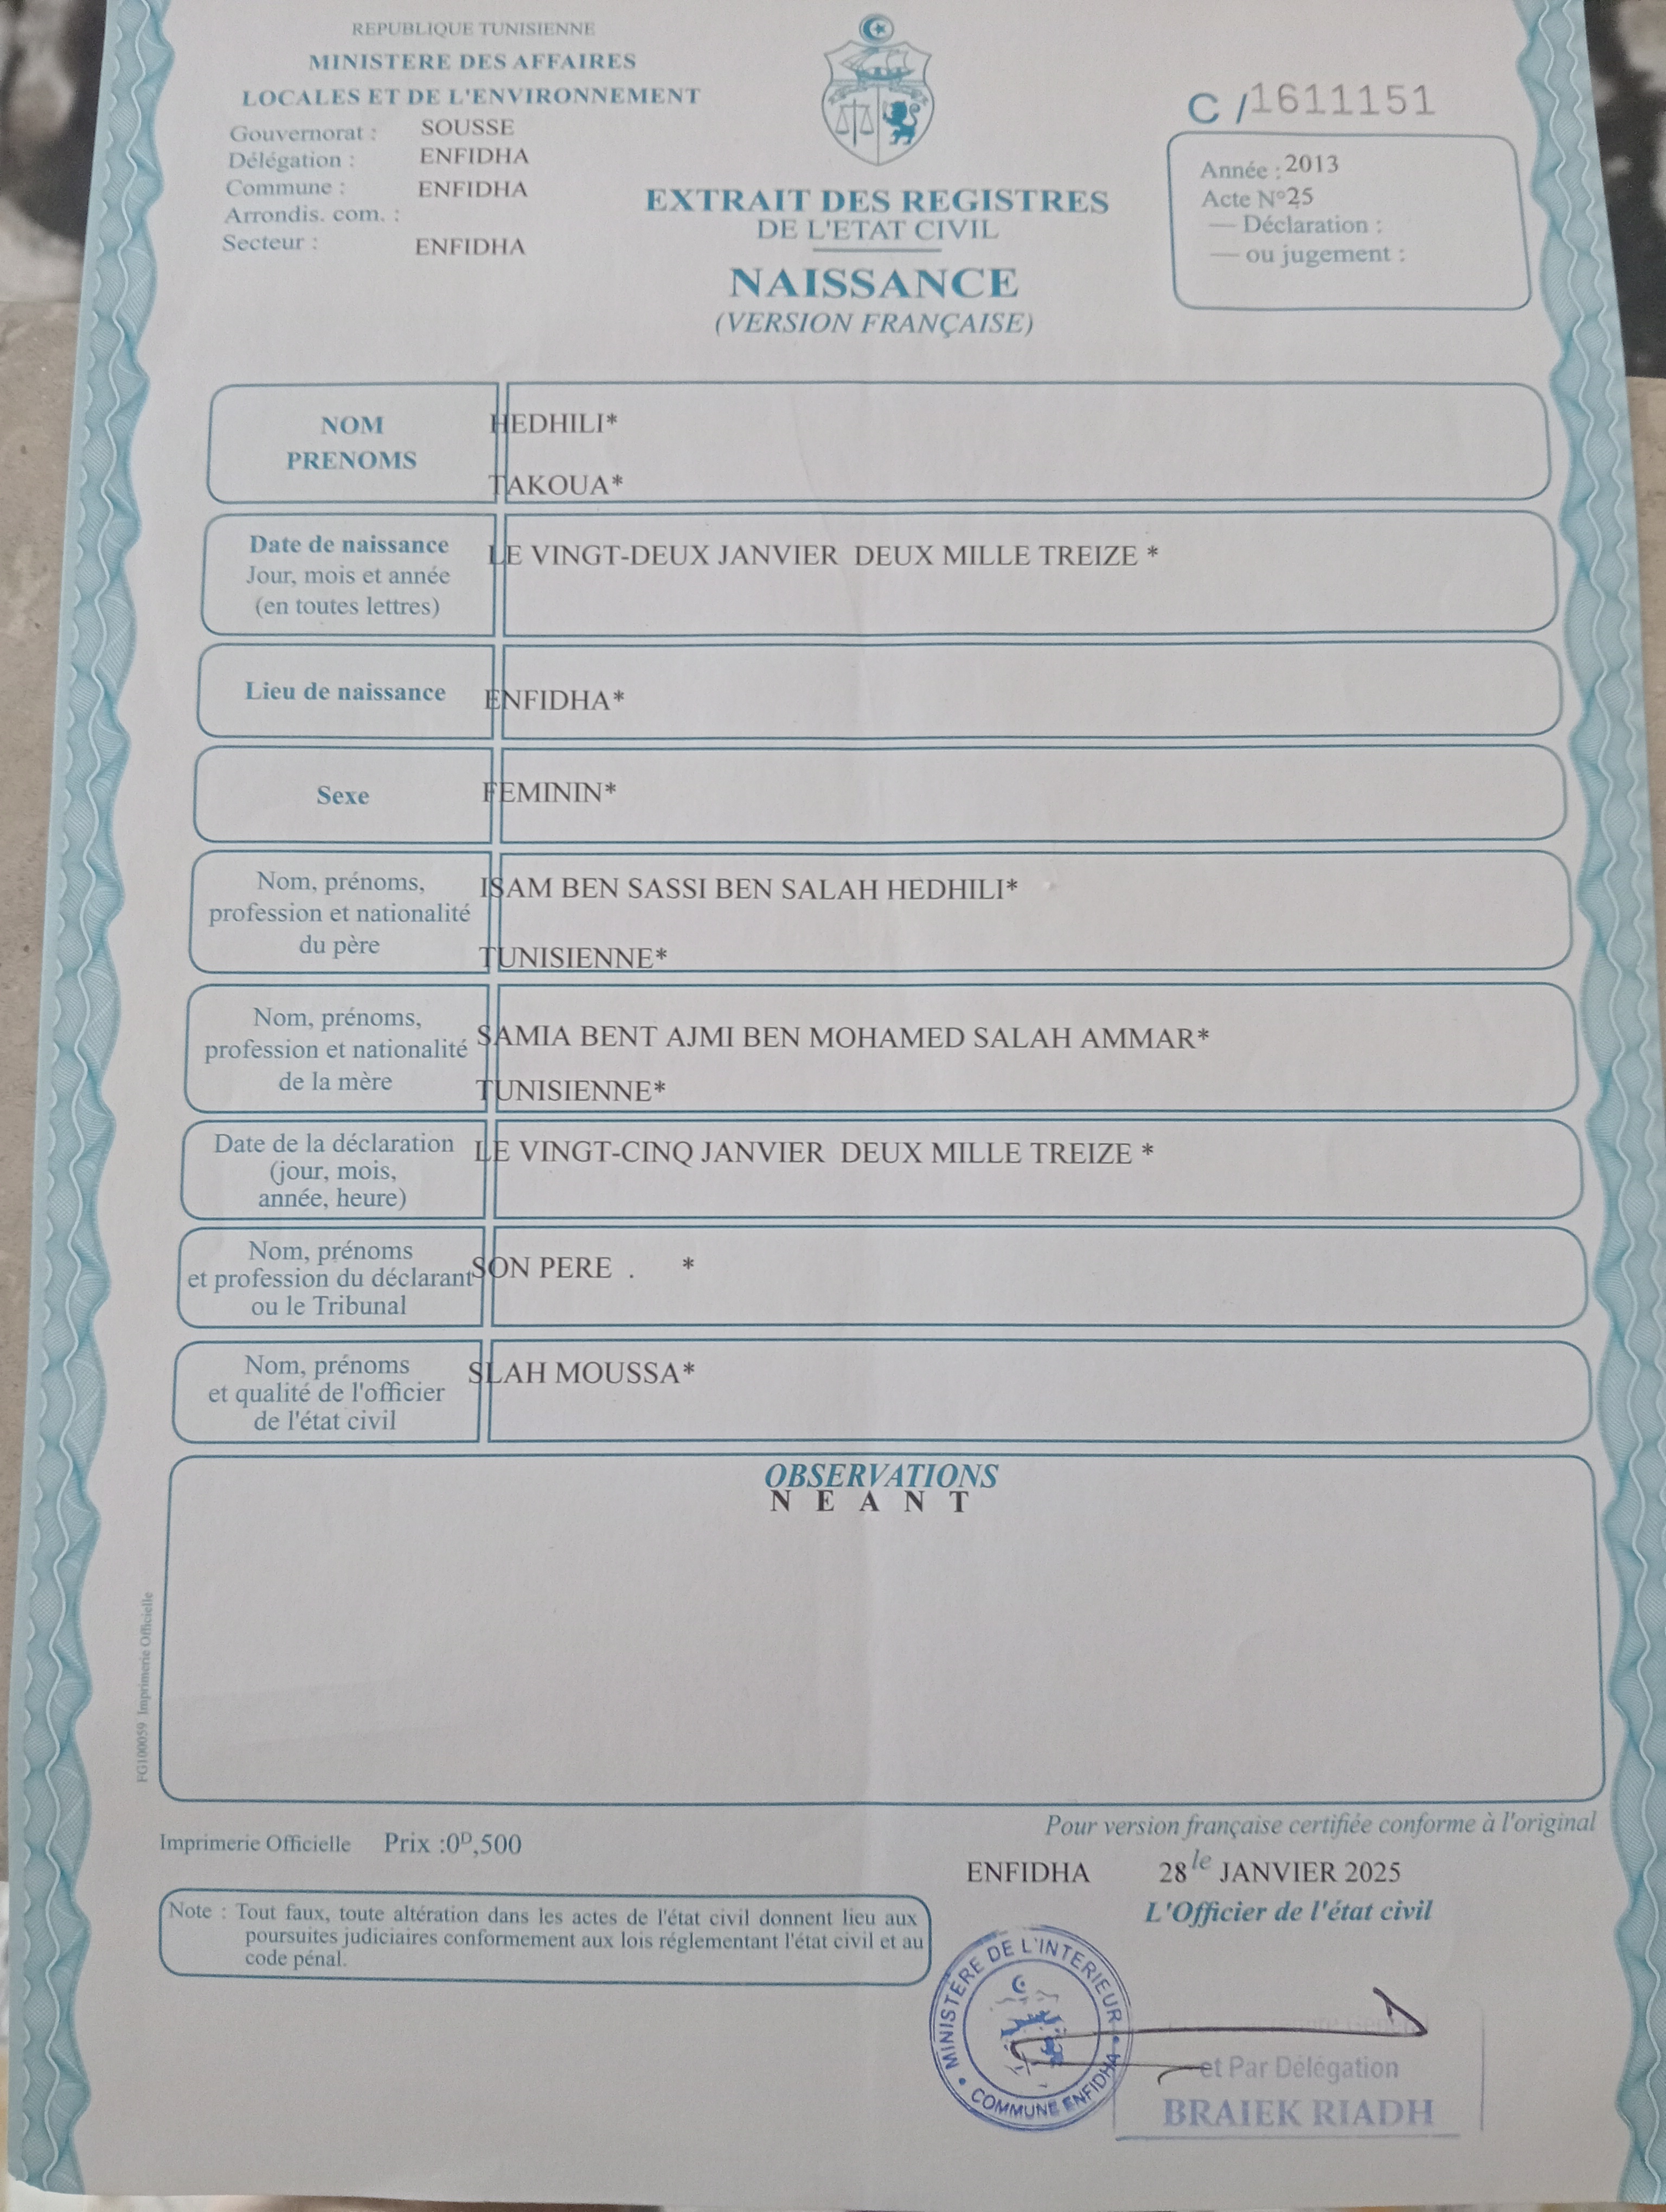 REPUBLIQUE TUNISIENNE
MINISTERE DES AFFAIRES
LOCALES ET DE L'ENVIRONNEMENT
Gouvernorat : SOUSSE
Délégation : ENFIDHA
Commune : ENFIDHA
Arrondis. com. :
Secteur : ENFIDHA
EXTRAIT DES REGISTRES
DE L'ETAT CIVIL
NAISSANCE
(VERSION FRANÇAISE)
C / 1611151
Année : 2013
Acte N° 25
— Déclaration :
— ou jugement :
NOM
PRENOMS
HEDHILI*
TAKOUA*
Date de naissance
Jour, mois et année
(en toutes lettres)
LE VINGT-DEUX JANVIER DEUX MILLE TREIZE *
Lieu de naissance
ENFIDHA*
Sexe
FEMININ*
Nom, prénoms,
profession et nationalité
du père
ISAM BEN SASSI BEN SALAH HEDHILI*
TUNISIENNE*
Nom, prénoms,
profession et nationalité
de la mère
SAMIA BENT AJMI BEN MOHAMED SALAH AMMAR*
TUNISIENNE*
Date de la déclaration
(jour, mois,
année, heure)
LE VINGT-CINQ JANVIER DEUX MILLE TREIZE *
Nom, prénoms
et profession du déclarant
ou le Tribunal
SON PERE . *
Nom, prénoms
et qualité de l'officier
de l'état civil
SLAH MOUSSA*
OBSERVATIONS
N E A N T
FG100059 Imprimerie Officielle
Imprimerie Officielle Prix :0D,500
Pour version française certifiée conforme à l'original
ENFIDHA 28 le JANVIER 2025
L'Officier de l'état civil
Note : Tout faux, toute altération dans les actes de l'état civil donnent lieu aux
poursuites judiciaires conformement aux lois réglementant l'état civil et au
code pénal.
MINISTÈRE DE L'INTERIEUR
COMMUNE ENFIDHA
et Par Délégation
BRAIEK RIADH